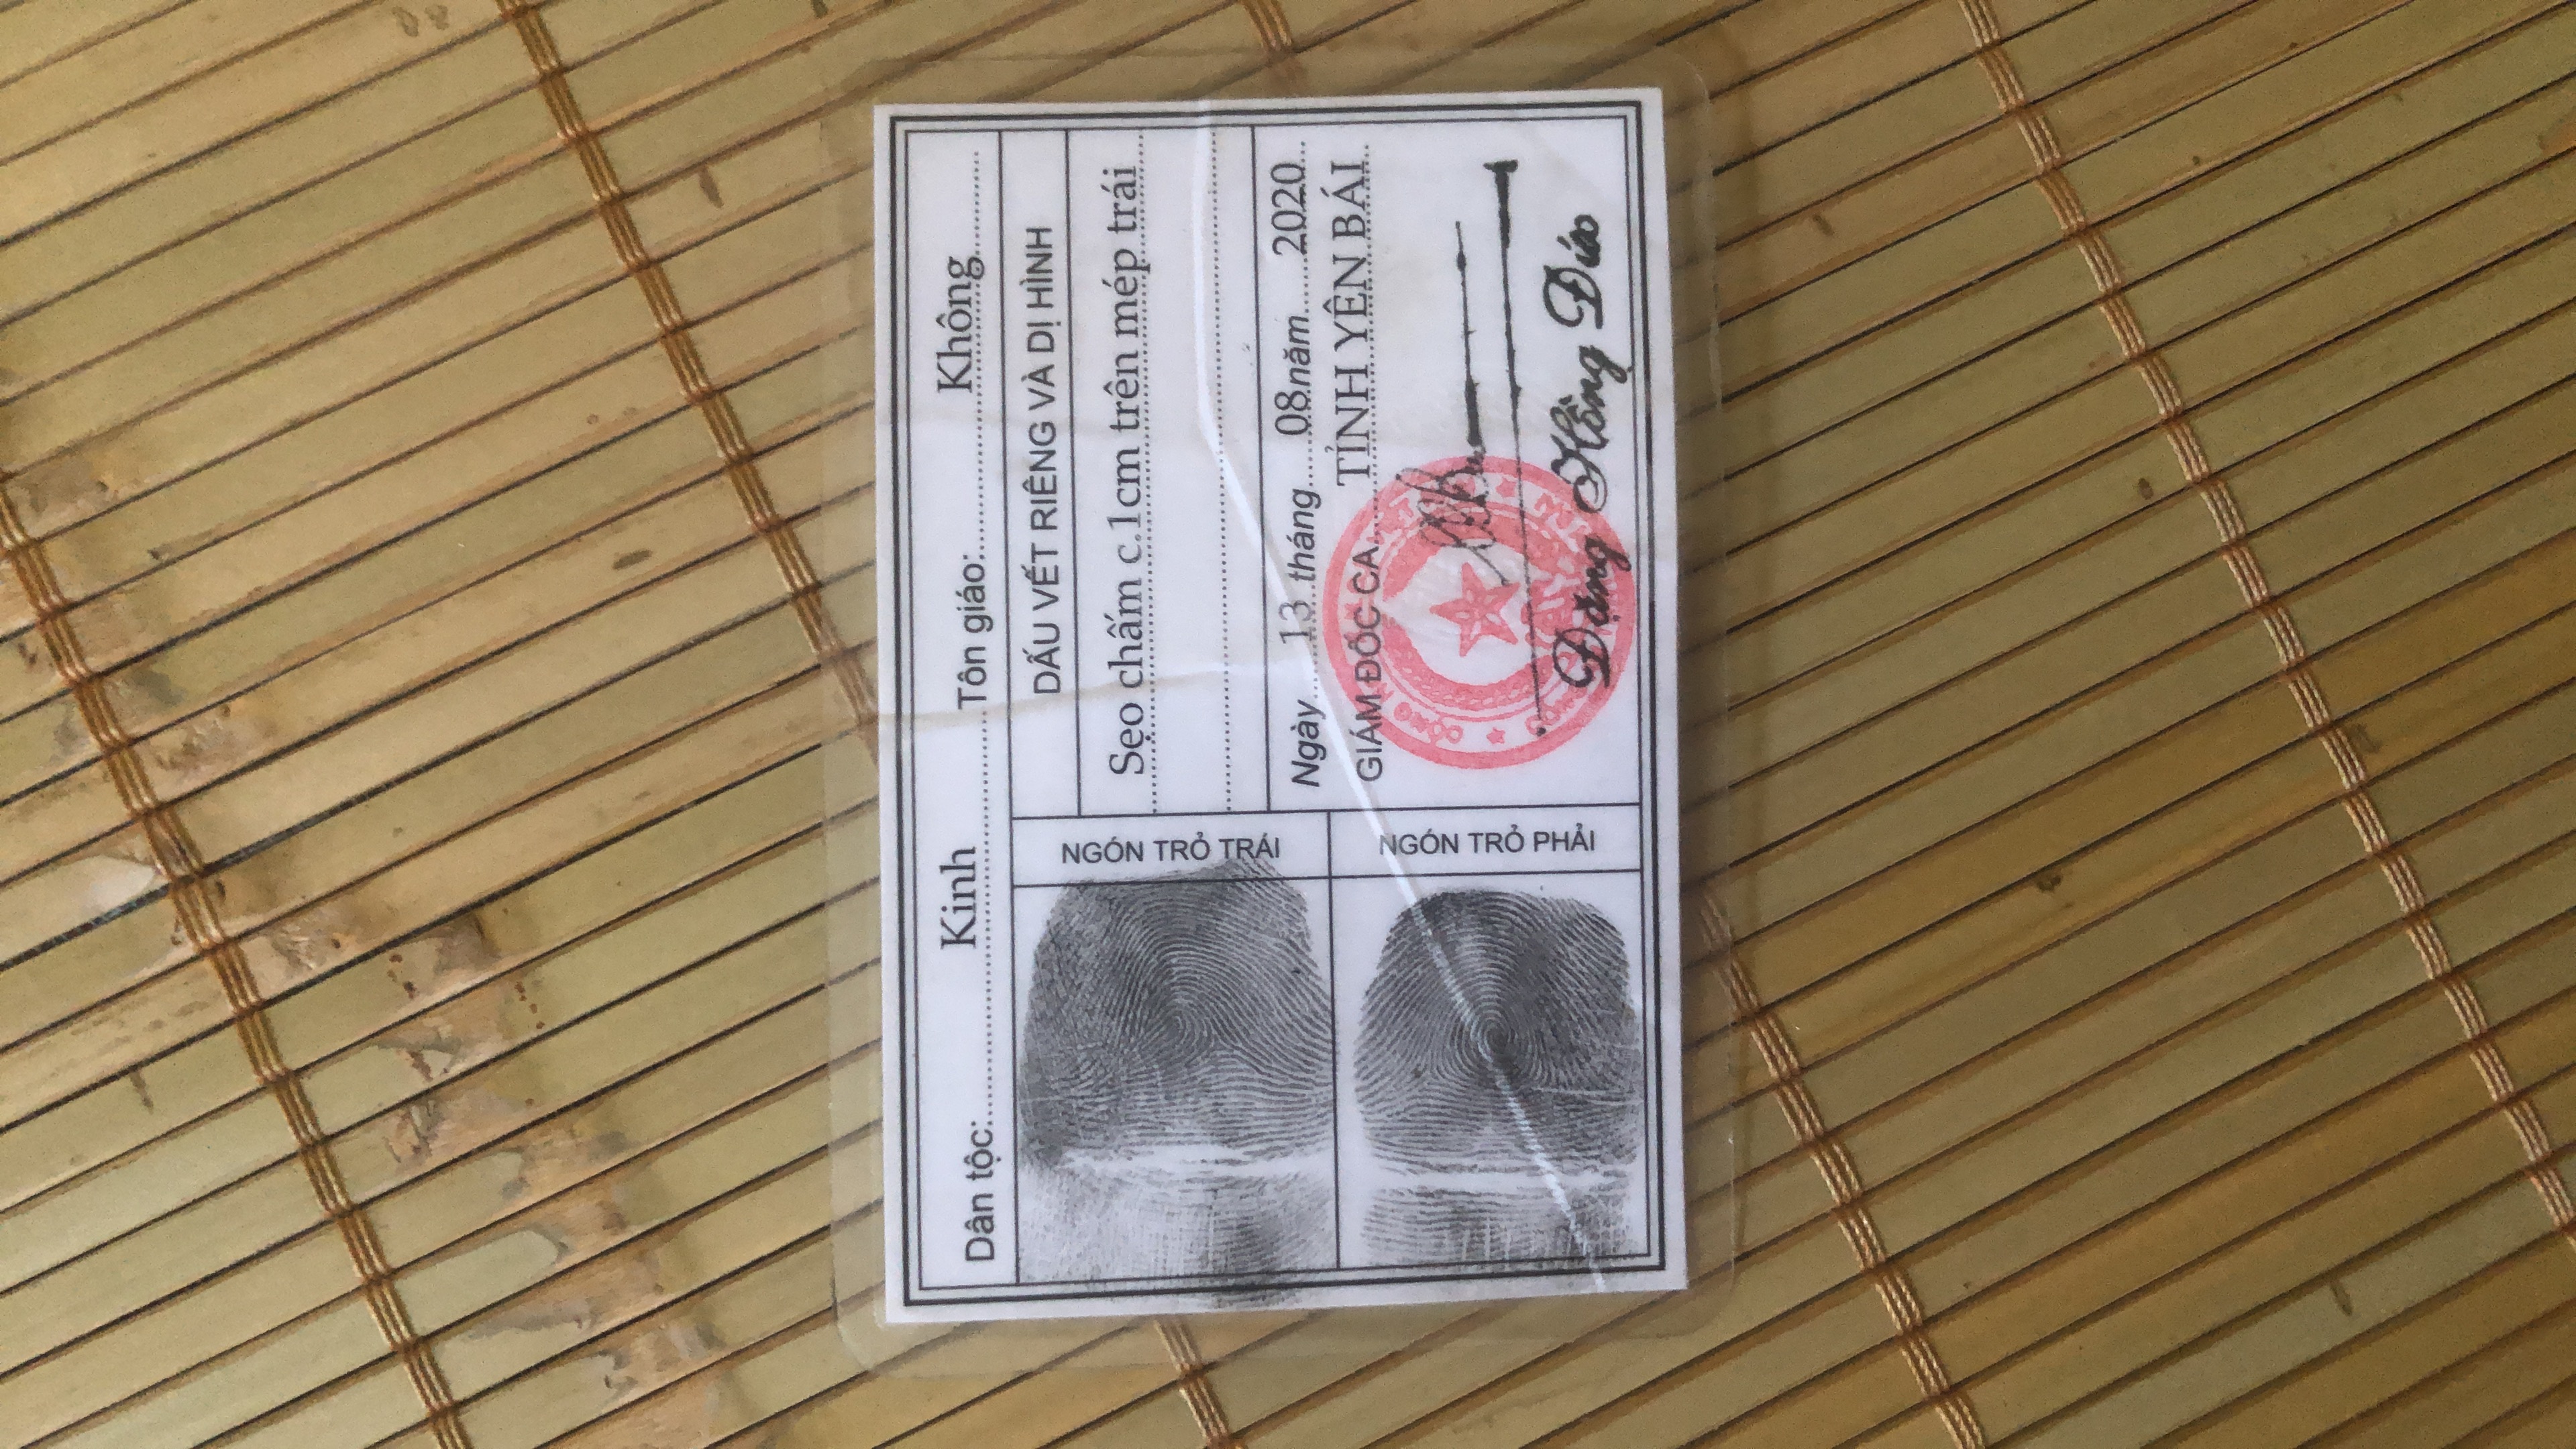 Dân tộc: Kinh Tôn giáo: Không
NGÓN TRỎ TRÁI
DẤU VẾT RIÊNG VÀ DỊ HÌNH
Sẹo chấm c.1cm trên mép trái
Ngày 13 tháng 08 năm 2020
GIÁM ĐỐC CA TỈNH YÊN BÁI
NGÓN TRỎ PHẢI
Đặng Hồng Đức